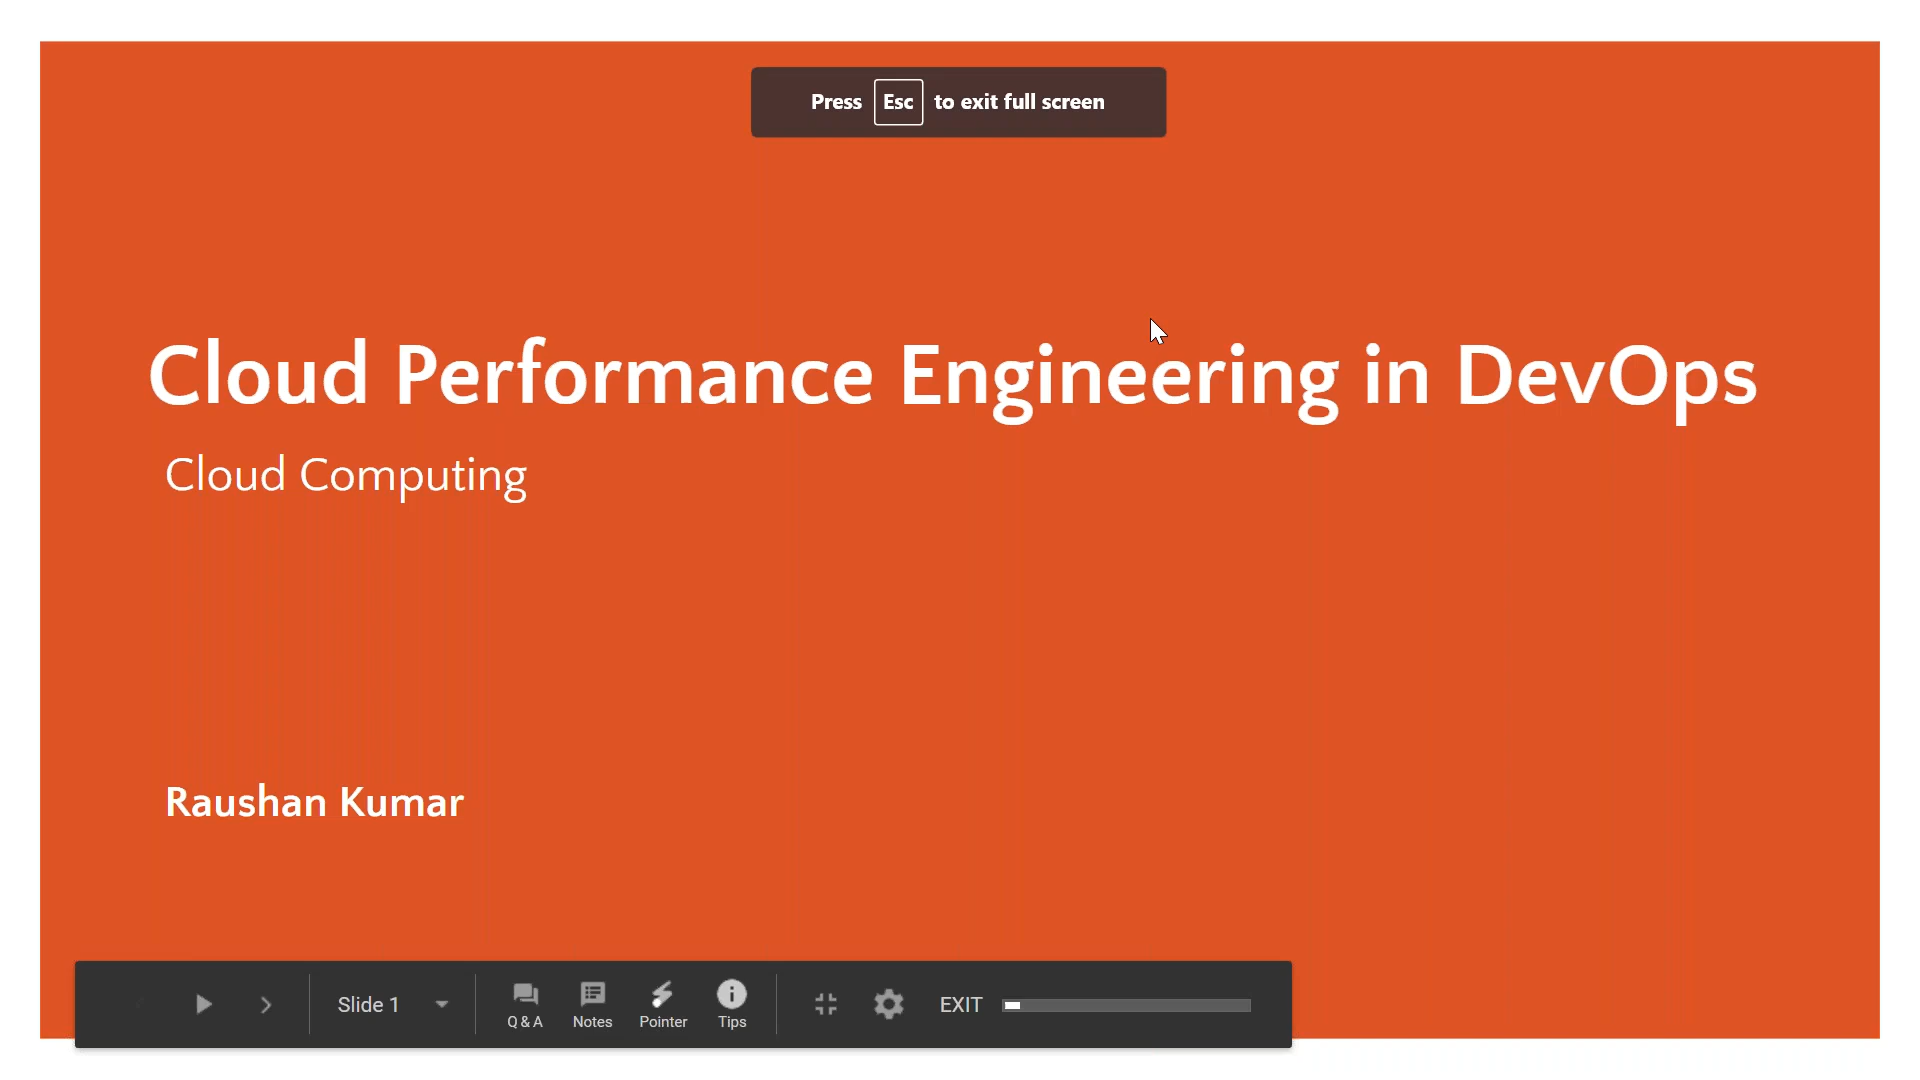 Press Esc to exit full screen
Cloud Performance Engineering in DevOps
Cloud Computing
Raushan Kumar
Slide 1
Q & A
Notes
Pointer
Tips
EXIT